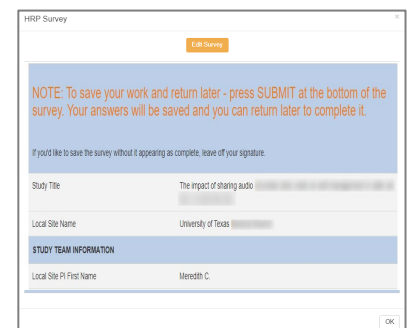 HRP Survey
×
Edit Survey
NOTE: To save your work and return later - press SUBMIT at the bottom of the
survey. Your answers will be saved and you can return later to complete it.
If you'd like to save the survey without it appearing as complete, leave off your signature.
Study Title The impact of sharing audio
Local Site Name University of Texas
STUDY TEAM INFORMATION
Local Site PI First Name Meredith C.
OK